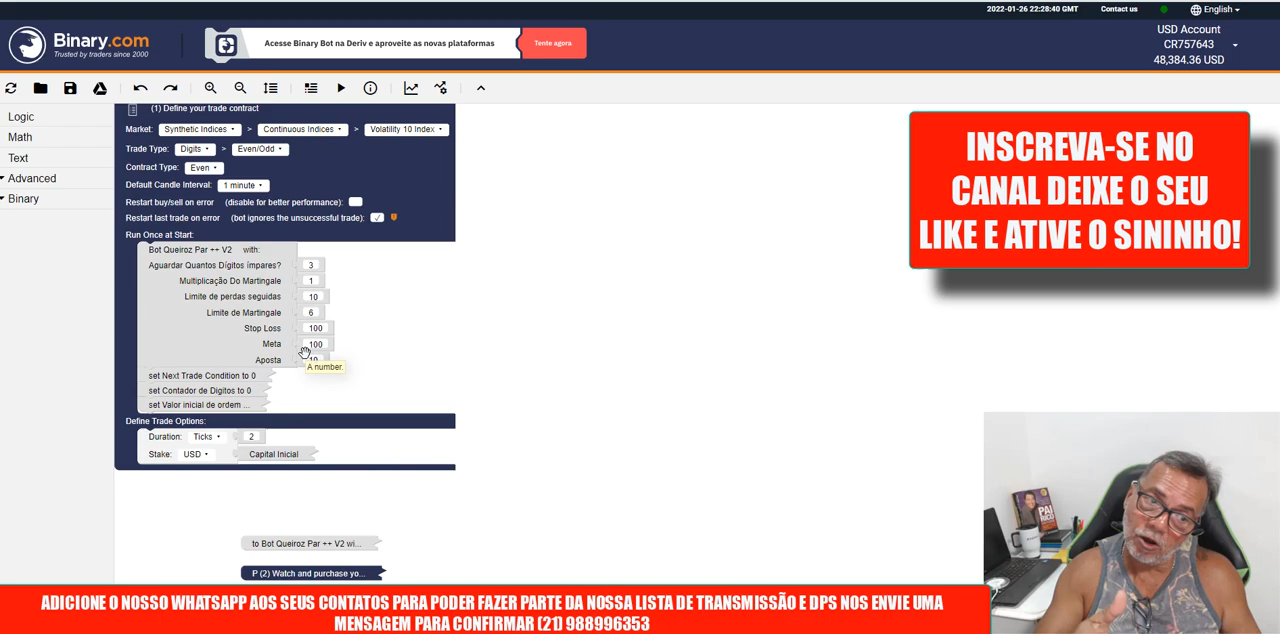 2022-01-26 22:28:40 GMT
Contact us
English
Binary.com
Trusted by traders since 2000
Acesse Binary Bot na Deriv e aproveite as novas plataformas
Tente agora
USD Account
CR757643
48,384.36 USD
Logic
Math
Text
Advanced
Binary
(1) Define your trade contract
Market: Synthetic Indices > Continuous Indices > Volatility 10 Index
Trade Type: Digits > Even/Odd
Contract Type: Even
Default Candle Interval: 1 minute
Restart buy/sell on error (disable for better performance):
Restart last trade on error (bot ignores the unsuccessful trade):
Run Once at Start:
Bot Queiroz Par ++ V2 with:
Aguardar Quantos Dígitos ímpares? 3
Multiplicação Do Martingale 1
Limite de perdas seguidas 10
Limite de Martingale 6
Stop Loss 100
Meta 100
Aposta 10
A number.
set Next Trade Condition to 0
set Contador de Digitos to 0
set Valor inicial de ordem ...
Define Trade Options:
Duration: Ticks 2
Stake: USD Capital Inicial
to Bot Queiroz Par ++ V2 wi...
P (2) Watch and purchase yo...
INSCREVA-SE NO
CANAL DEIXE O SEU
LIKE E ATIVE O SININHO!
PAI
ADICIONE O NOSSO WHATSAPP AOS SEUS CONTATOS PARA PODER FAZER PARTE DA NOSSA LISTA DE TRANSMISSÃO E DPS NOS ENVIE UMA
MENSAGEM PARA CONFIRMAR (21) 988996353